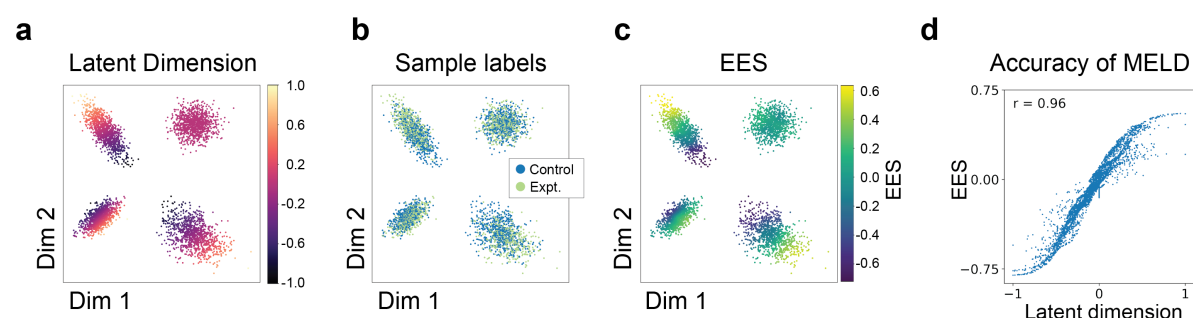 a
Latent Dimension
1.0
0.6
0.2
-0.2
-0.6
-1.0
Dim 2
Dim 1
b
Sample labels
Control
Expt.
Dim 2
Dim 1
c
EES
0.6
0.4
0.2
0.0
-0.2
-0.4
-0.6
EES
Dim 2
Dim 1
d
Accuracy of MELD
0.75
r = 0.96
0.00
−0.75
EES
−1
0
1
Latent dimension